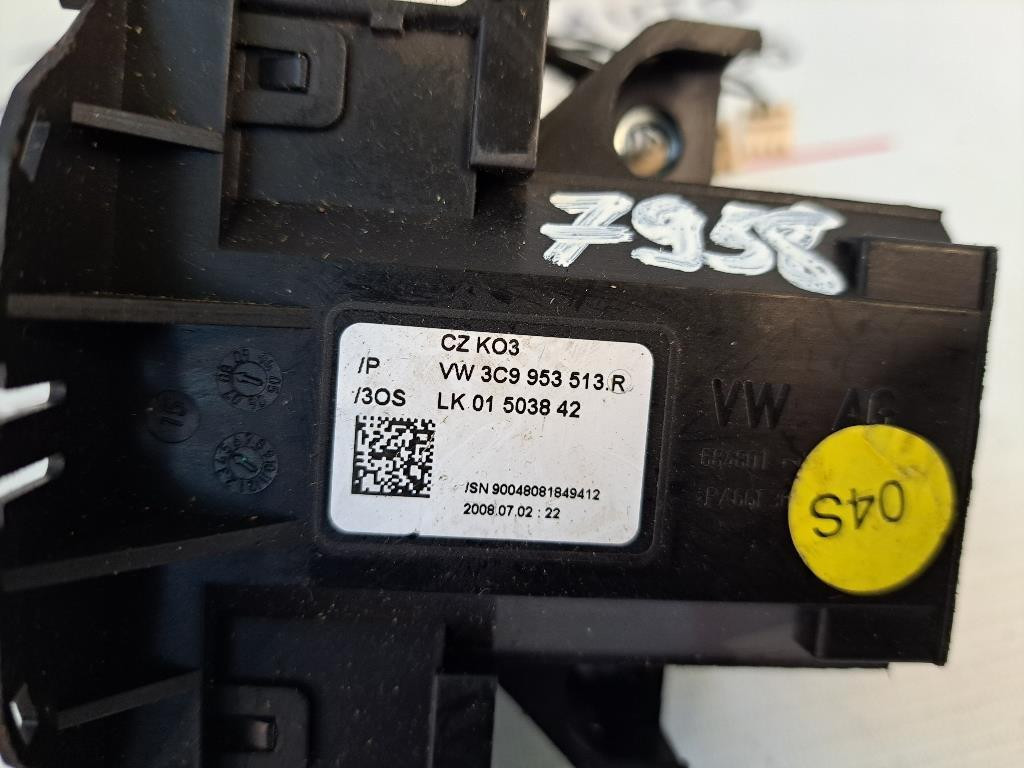 7958
CZ KO3
/P VW 3C9 953 513 R
/3OS LK 01 5038 42
/SN 90048081849412
2008.07.02 : 22
VW AG
04S
15